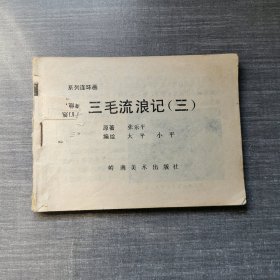 系列连环画
三毛流浪记(三)
原著 张乐平
编绘 大平 小平
岭南美术出版社